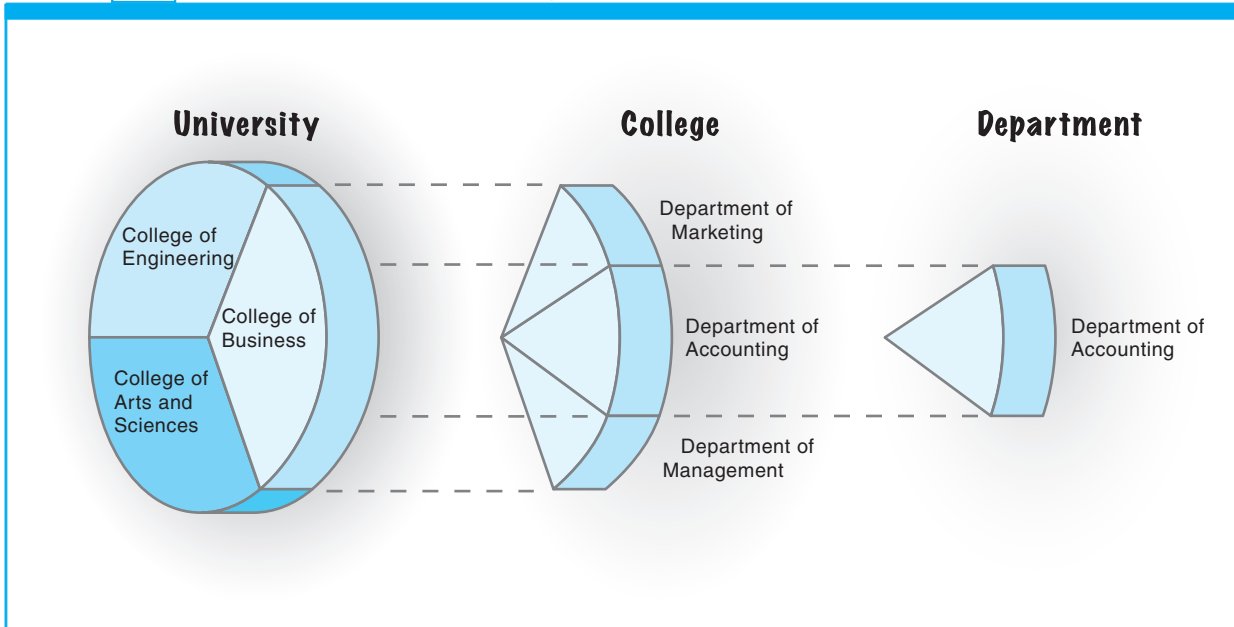 University
College
Department
College of
Engineering
College of
Business
College of
Arts and
Sciences
Department of
Marketing
Department of
Accounting
Department of
Management
Department of
Accounting